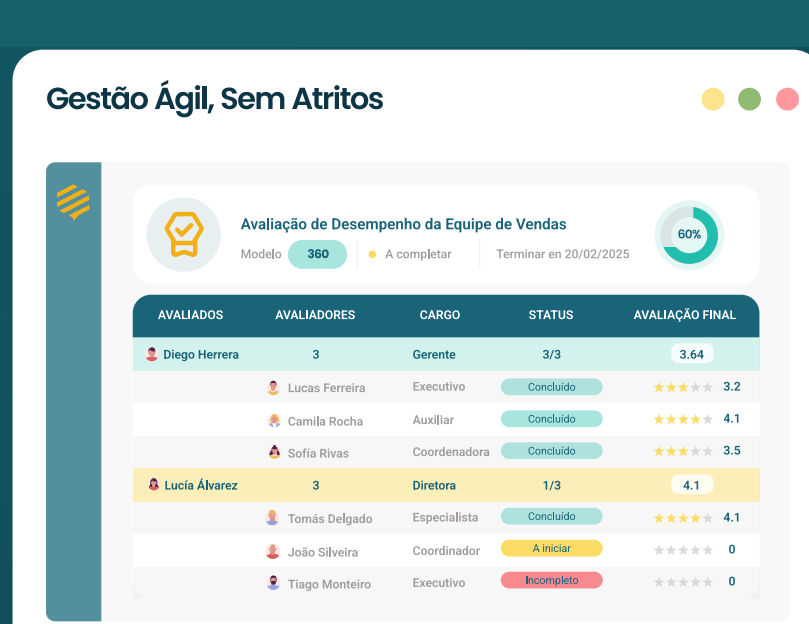 Gestão Ágil, Sem Atritos
Avaliação de Desempenho da Equipe de Vendas
Modelo 360 A completar Terminar en 20/02/2025
60%
AVALIADOS AVALIADORES CARGO STATUS AVALIAÇÃO FINAL
Diego Herrera 3 Gerente 3/3 3.64
Lucas Ferreira Executivo Concluído 3.2
Camila Rocha Auxiliar Concluído 4.1
Sofía Rivas Coordenadora Concluído 3.5
Lucía Álvarez 3 Diretora 1/3 4.1
Tomás Delgado Especialista Concluído 4.1
João Silveira Coordinador A iniciar 0
Tiago Monteiro Executivo Incompleto 0